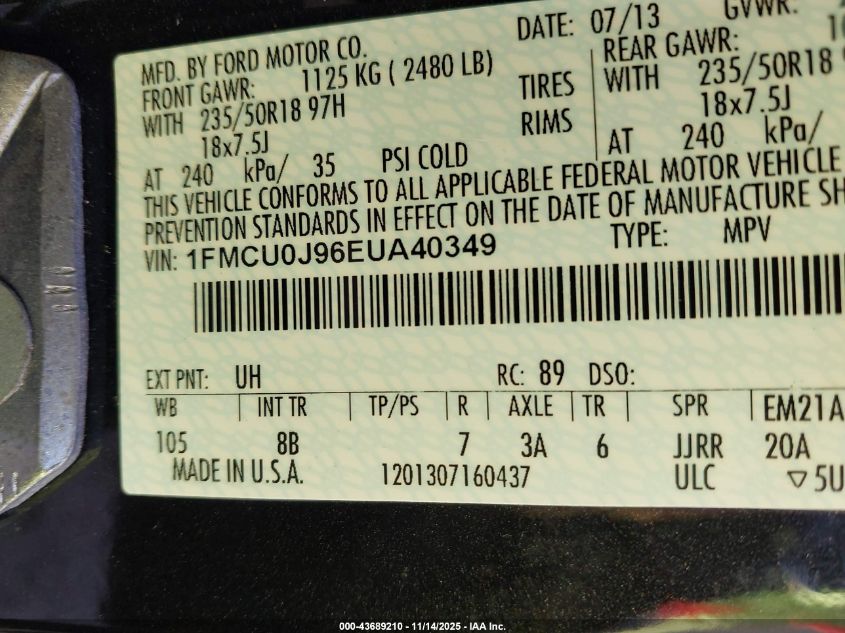 DATE: 07/13 GVWR:
MFD. BY FORD MOTOR CO.
FRONT GAWR: 1125 KG ( 2480 LB) REAR GAWR:
WITH 235/50R18 97H TIRES WITH 235/50R18
18x7.5J RIMS 18x7.5J
AT 240 kPa/ 35 PSI COLD AT 240 kPa/
THIS VEHICLE CONFORMS TO ALL APPLICABLE FEDERAL MOTOR VEHICLE
PREVENTION STANDARDS IN EFFECT ON THE DATE OF MANUFACTURE SH
VIN: 1FMCU0J96EUA40349 TYPE: MPV
EXT PNT: UH RC: 89 DSO:
WB | INT TR | TP/PS | R | AXLE | TR | SPR | EM21A
105 8B 7 3A 6 JJRR 20A
MADE IN U.S.A. 1201307160437 ULC ▽5U
000-43689210 - 11/14/2025 - IAA Inc.